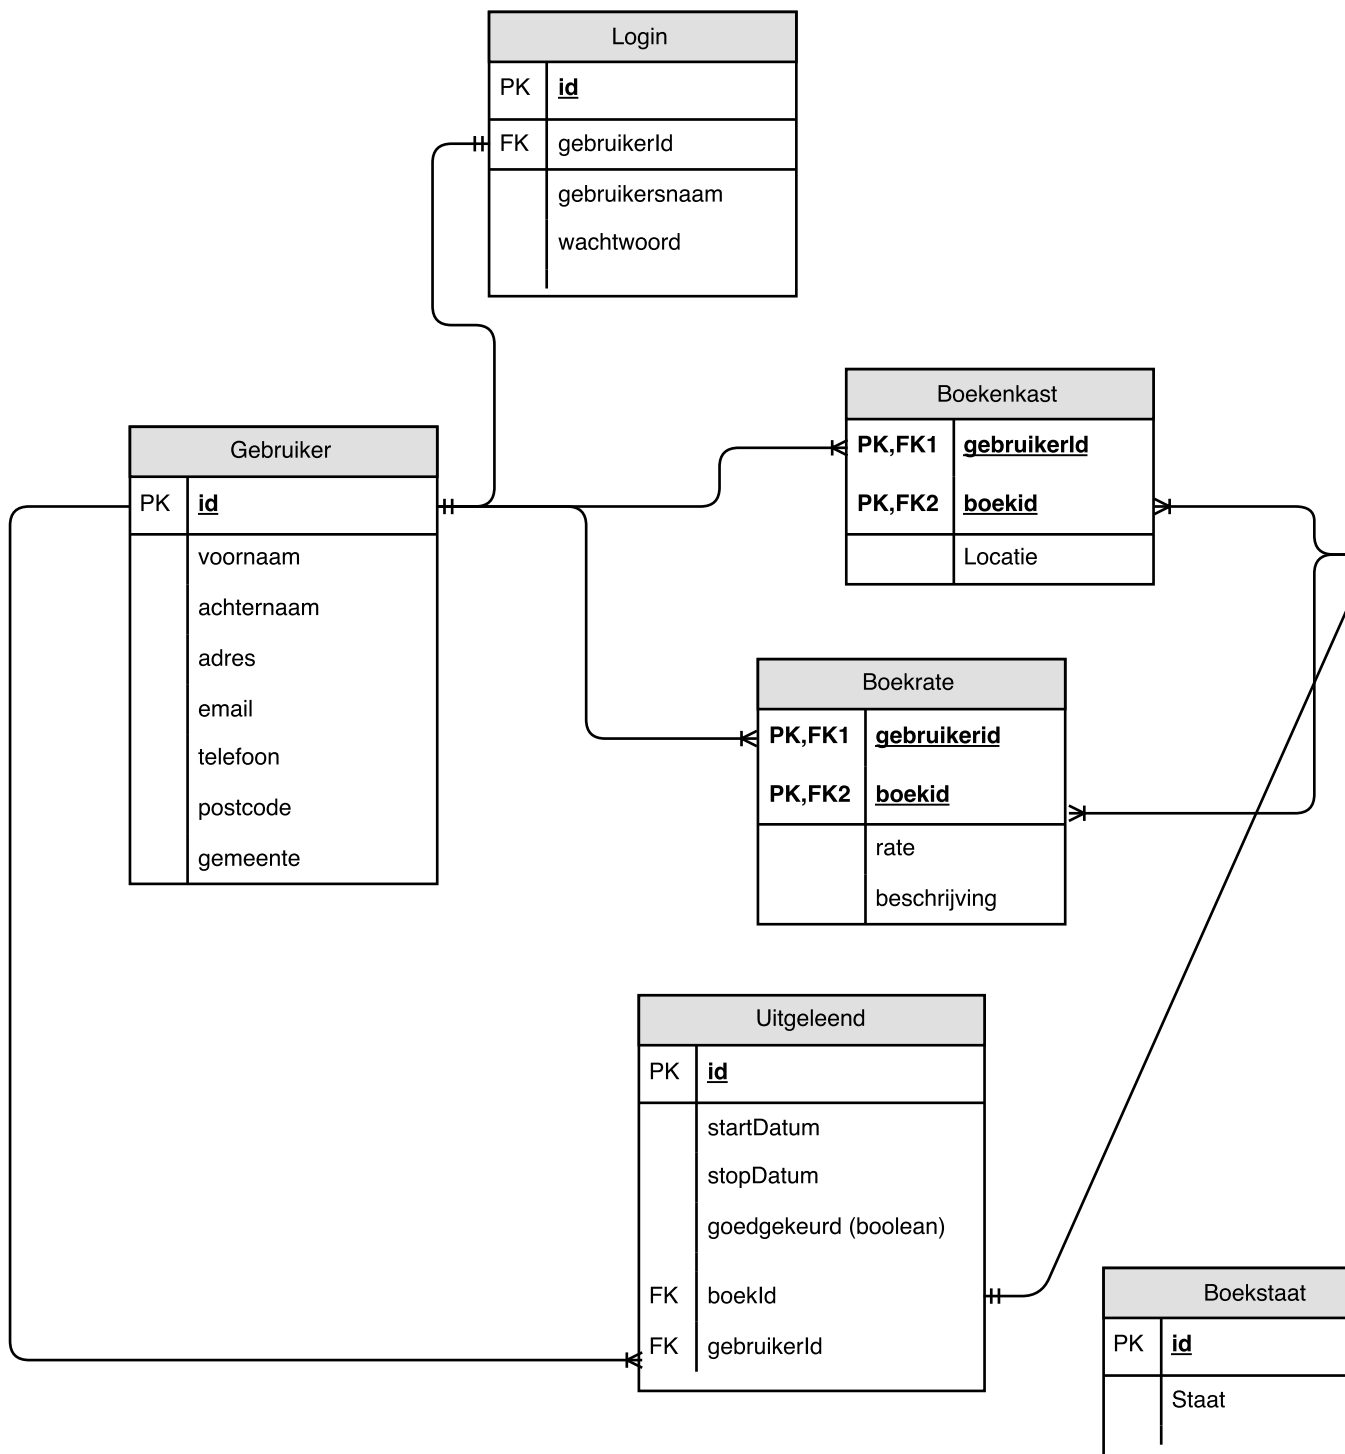 Login
PK id
FK gebruikerId
gebruikersnaam
wachtwoord
Boekenkast
PK,FK1 gebruikerId
PK,FK2 boekid
Locatie
Gebruiker
PK id
voornaam
achternaam
adres
email
telefoon
postcode
gemeente
Boekrate
PK,FK1 gebruikerid
PK,FK2 boekid
rate
beschrijving
Uitgeleend
PK id
startDatum
stopDatum
goedgekeurd (boolean)
FK boekId
FK gebruikerId
Boekstaat
PK id
Staat